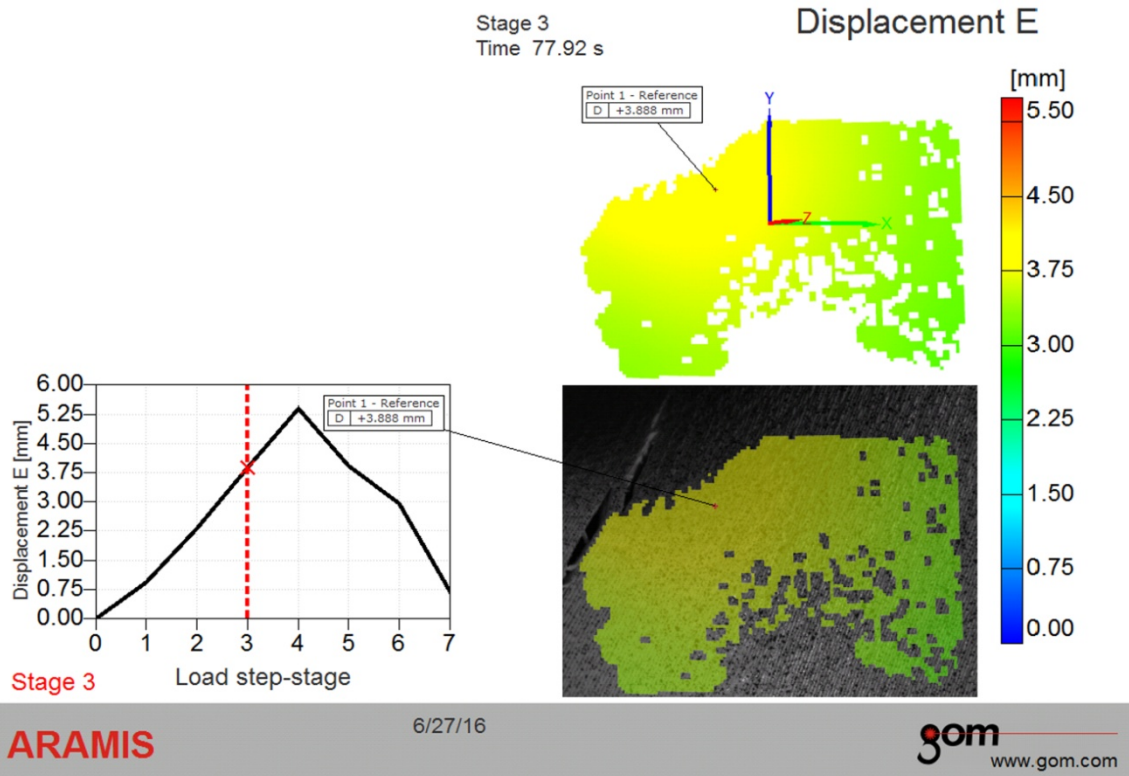 Stage 3
Time 77.92 s
Displacement E
[mm]
5.50
4.50
3.75
3.00
2.25
1.50
0.75
0.00
Point 1 - Reference
D +3.888 mm
Y
Z
X
6.00
5.25
4.50
3.75
3.00
2.25
1.50
0.75
0.00
Displacement E [mm]
Point 1 - Reference
D +3.888 mm
0 1 2 3 4 5 6 7
Load step-stage
Stage 3
ARAMIS
6/27/16
gom
www.gom.com